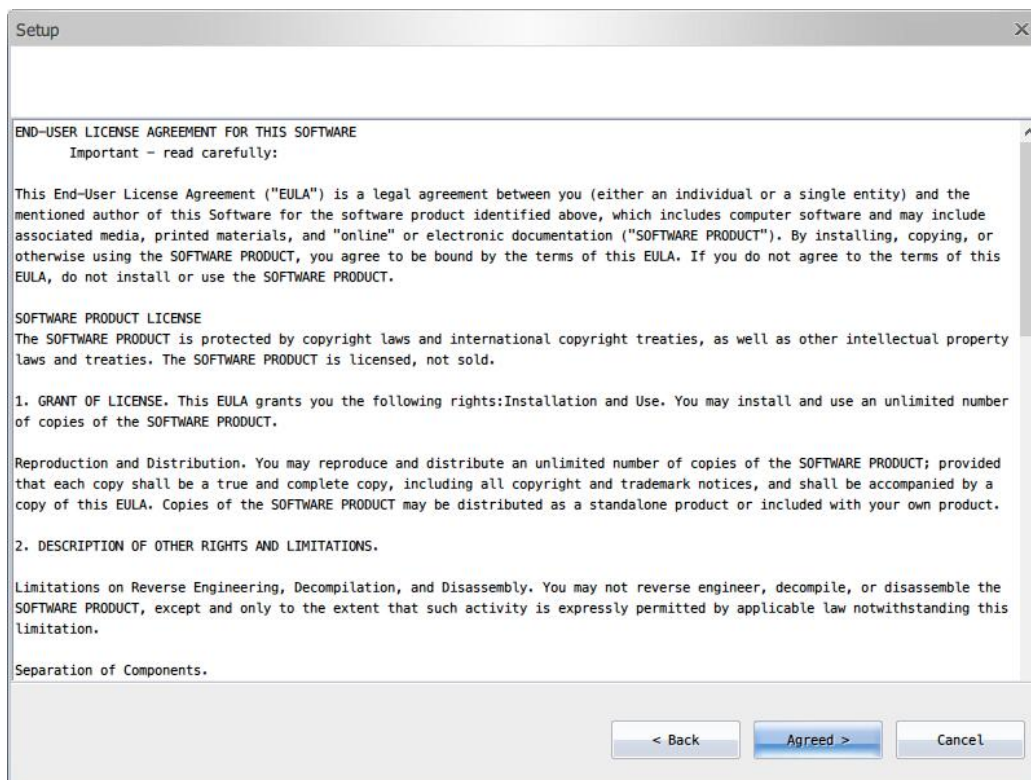 Setup
END-USER LICENSE AGREEMENT FOR THIS SOFTWARE
Important - read carefully:
This End-User License Agreement ("EULA") is a legal agreement between you (either an individual or a single entity) and the
mentioned author of this Software for the software product identified above, which includes computer software and may include
associated media, printed materials, and "online" or electronic documentation ("SOFTWARE PRODUCT"). By installing, copying, or
otherwise using the SOFTWARE PRODUCT, you agree to be bound by the terms of this EULA. If you do not agree to the terms of this
EULA, do not install or use the SOFTWARE PRODUCT.
SOFTWARE PRODUCT LICENSE
The SOFTWARE PRODUCT is protected by copyright laws and international copyright treaties, as well as other intellectual property
laws and treaties. The SOFTWARE PRODUCT is licensed, not sold.
1. GRANT OF LICENSE. This EULA grants you the following rights:Installation and Use. You may install and use an unlimited number
of copies of the SOFTWARE PRODUCT.
Reproduction and Distribution. You may reproduce and distribute an unlimited number of copies of the SOFTWARE PRODUCT; provided
that each copy shall be a true and complete copy, including all copyright and trademark notices, and shall be accompanied by a
copy of this EULA. Copies of the SOFTWARE PRODUCT may be distributed as a standalone product or included with your own product.
2. DESCRIPTION OF OTHER RIGHTS AND LIMITATIONS.
Limitations on Reverse Engineering, Decompilation, and Disassembly. You may not reverse engineer, decompile, or disassemble the
SOFTWARE PRODUCT, except and only to the extent that such activity is expressly permitted by applicable law notwithstanding this
limitation.
Separation of Components.
< Back
Agreed >
Cancel